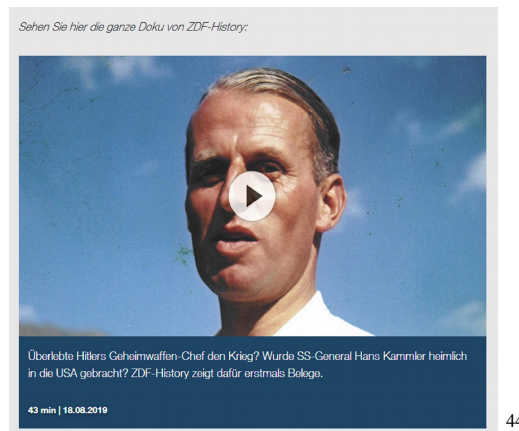 Sehen Sie hier die ganze Doku von ZDF-History:
Überlebte Hitlers Geheimwaffen-Chef den Krieg? Wurde SS-General Hans Kammler heimlich
in die USA gebracht? ZDF-History zeigt dafür erstmals Belege.
43 min | 18.08.2019
44